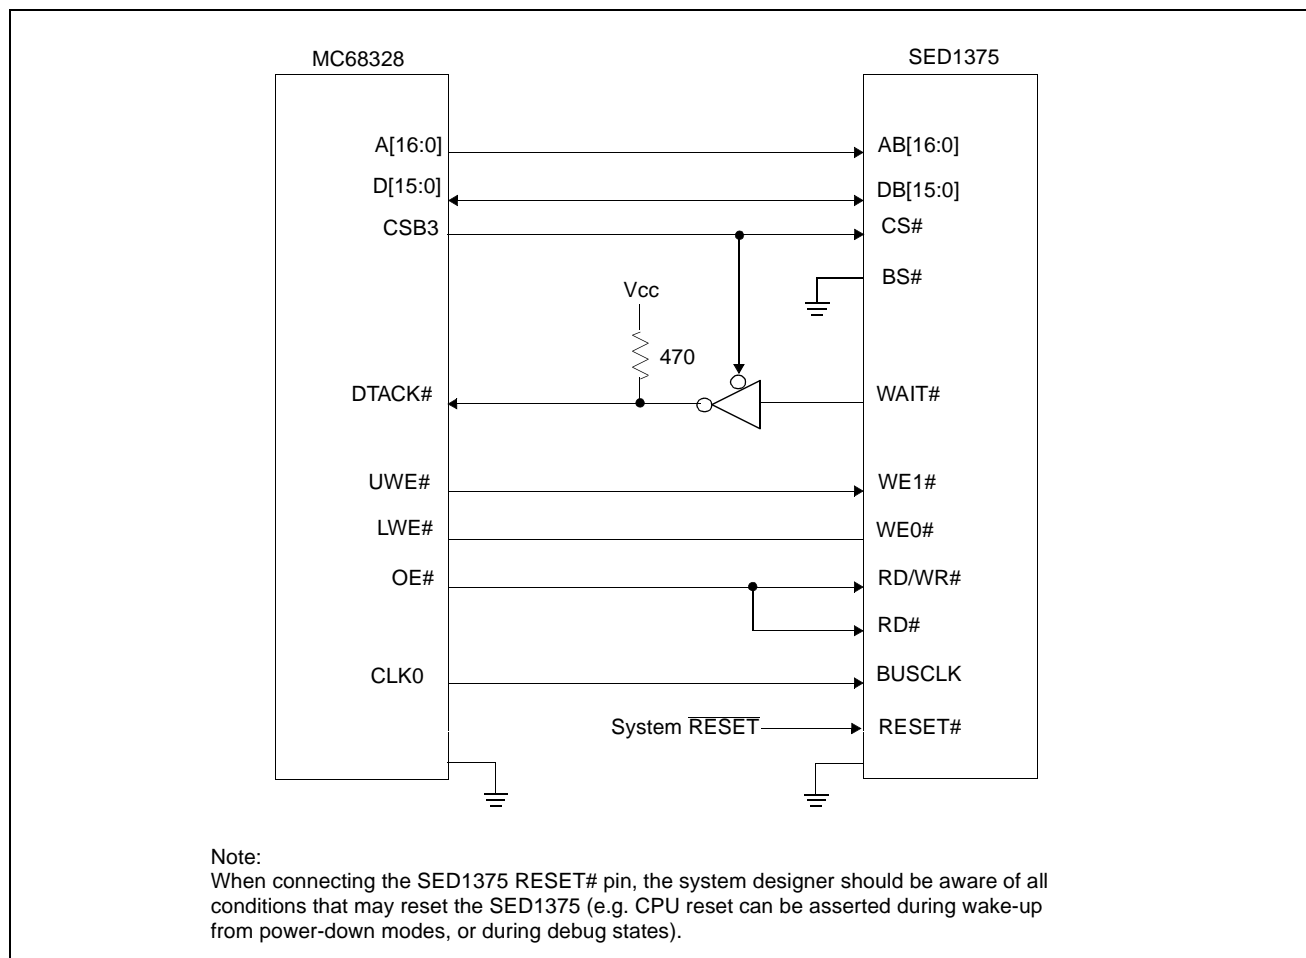 MC68328
SED1375
A[16:0]
AB[16:0]
D[15:0]
DB[15:0]
CSB3
CS#
BS#
Vcc
470
DTACK#
WAIT#
UWE#
WE1#
LWE#
WE0#
OE#
RD/WR#
RD#
CLK0
BUSCLK
System RESET
RESET#
Note:
When connecting the SED1375 RESET# pin, the system designer should be aware of all
conditions that may reset the SED1375 (e.g. CPU reset can be asserted during wake-up
from power-down modes, or during debug states).